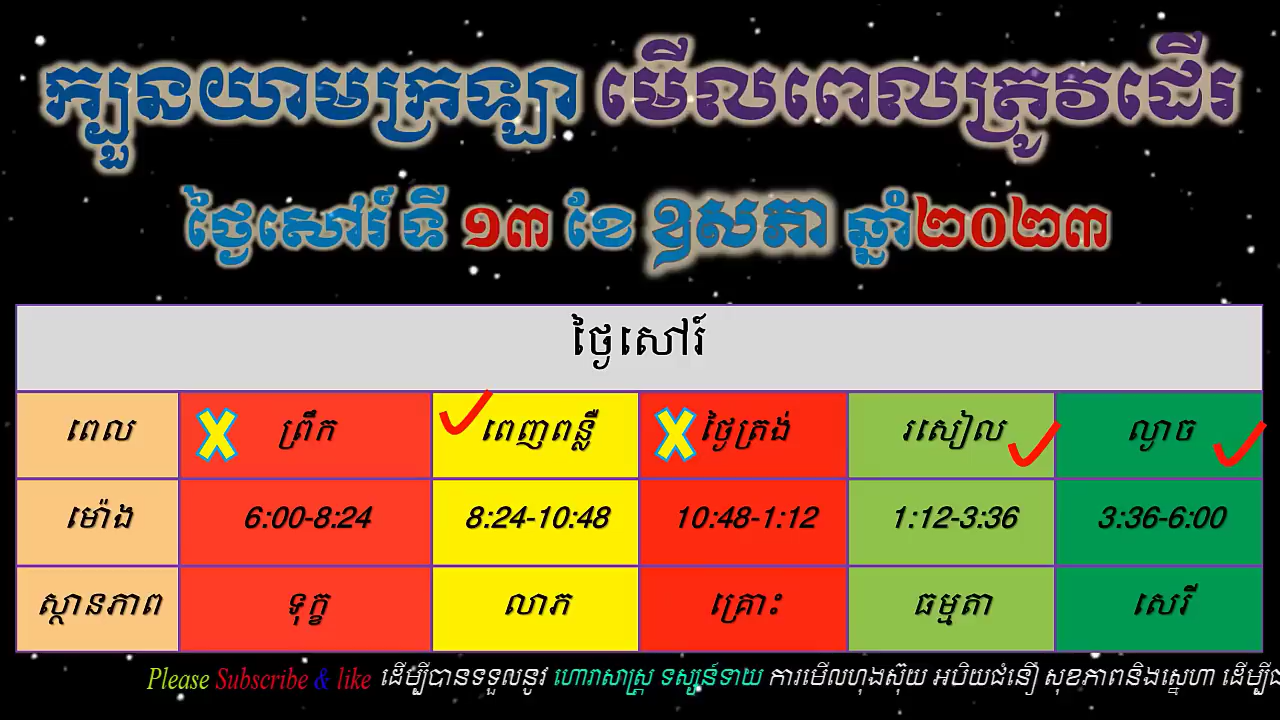 ក្បួនយាមក្រឡា មើលពេលត្រូវដើរ
ថ្ងៃសៅរ៍ ទី ១៣ ខែ ឧសភា ឆ្នាំ២០២៣
ថ្ងៃសៅរ៍
ពេល ព្រឹក ពេញពន្លឺ ថ្ងៃត្រង់ រសៀល ល្ងាច
ម៉ោង 6:00-8:24 8:24-10:48 10:48-1:12 1:12-3:36 3:36-6:00
ស្ថានភាព ទុក្ខ លាភ គ្រោះ ធម្មតា សេរី
Please Subscribe & like ដើម្បីបានទទួលនូវ ហោរាសាស្ត្រ ទស្សន៍ទាយ ការមើលហុងស៊ុយ អបិយជំនឿ សុខភាពនិងស្នេហា